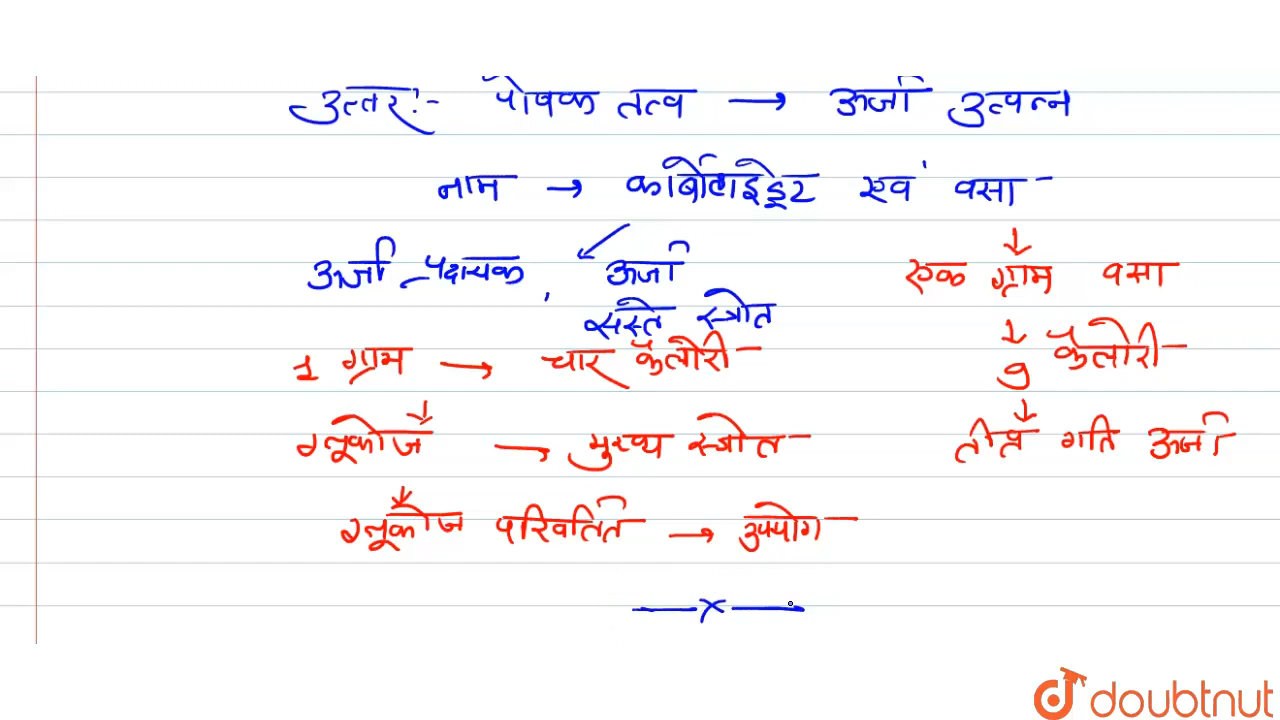 उत्तर:- पोषक तत्व → ऊर्जा उत्पन्न
नाम → कार्बोहाइड्रेट एवं वसा
ऊर्जा प्रदायक, ऊर्जा
सस्ते स्त्रोत
1 ग्राम → चार कैलोरी
ग्लूकोज → मुख्य स्त्रोत
ग्लूकोज परिवर्तित → उपयोग
एक ग्राम वसा
9 कैलोरी
तीव्र गति ऊर्जा
doubtnut